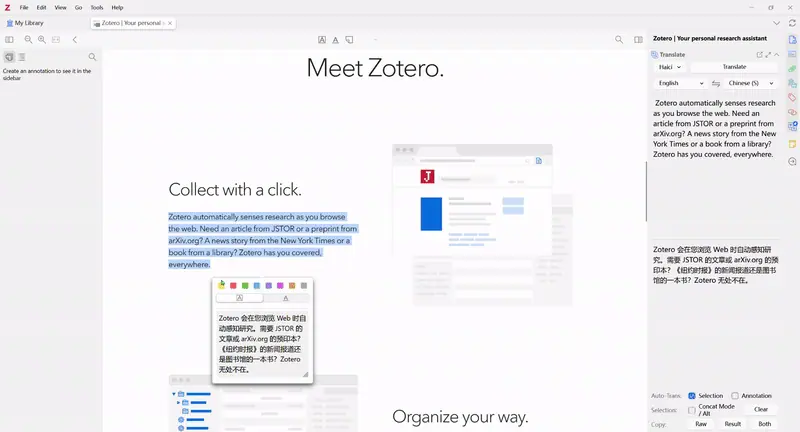 Z File Edit View Go Tools Help
My Library
Zotero | Your personal r
Create an annotation to see it in the
sidebar
Meet Zotero.
Collect with a click.
Zotero automatically senses research as you browse
the web. Need an article from JSTOR or a preprint from
arXiv.org? A news story from the New York Times or a
book from a library? Zotero has you covered,
everywhere.
Zotero 会在您浏览 Web 时自
动感知研究。需要 JSTOR 的
文章或 arXiv.org 的预印本?
《纽约时报》的新闻报道还
是图书馆的一本书？Zotero
无处不在。
J
Organize your way.
Zotero | Your personal research assistant
Translate
Haici Translate
English Chinese (S)
Zotero automatically senses research
as you browse the web. Need an
article from JSTOR or a preprint from
arXiv.org? A news story from the New
York Times or a book from a library?
Zotero has you covered, everywhere.
Zotero 会在您浏览 Web 时自动感知研
究。需要 JSTOR 的文章或 arXiv.org 的预
印本？《纽约时报》的新闻报道还是图书
馆的一本书？Zotero 无处不在。
Auto-Trans: Selection Annotation
Selection: Concat Mode / Alt Clear
Copy: Raw Result Both